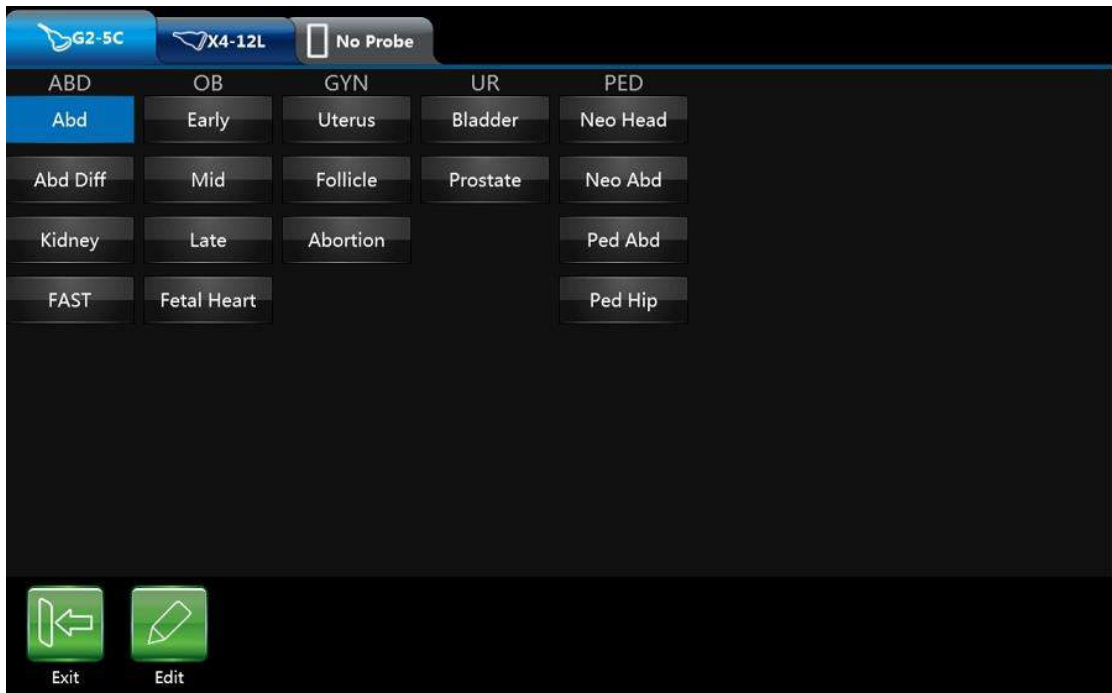 G2-5C X4-12L No Probe
ABD OB GYN UR PED
Abd Early Uterus Bladder Neo Head
Abd Diff Mid Follicle Prostate Neo Abd
Kidney Late Abortion Ped Abd
FAST Fetal Heart Ped Hip
Exit Edit